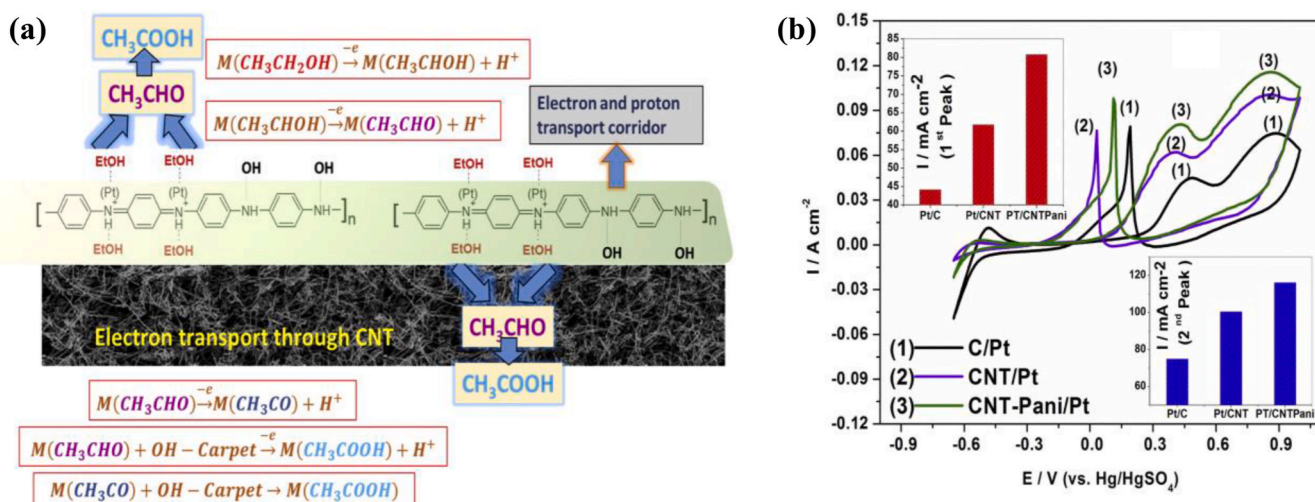 (a)
CH₃COOH
CH₃CHO
M(CH₃CH₂OH) –e→ M(CH₃CHOH) + H⁺
M(CH₃CHOH) –e→ M(CH₃CHO) + H⁺
Electron and proton
transport corridor
EtOH EtOH OH OH EtOH EtOH
(Pt) (Pt) (Pt) (Pt)
[ N⁺ N⁺ NH NH ]n [ N⁺ N⁺ NH NH ]n
H H H H
EtOH EtOH EtOH EtOH OH OH
Electron transport through CNT
CH₃CHO
CH₃COOH
M(CH₃CHO) –e→ M(CH₃CO) + H⁺
M(CH₃CHO) + OH – Carpet –e→ M(CH₃COOH) + H⁺
M(CH₃CO) + OH – Carpet → M(CH₃COOH)
(b)
I / A cm⁻²
0.15
0.12
0.09
0.06
0.03
0.00
-0.03
-0.06
-0.09
-0.12
-0.9 -0.6 -0.3 0.0 0.3 0.6 0.9
E / V (vs. Hg/HgSO₄)
I / mA cm-2
(1 st Peak)
85
80
75
70
65
60
55
50
45
40
Pt/C Pt/CNT PT/CNTPani
(3)
(2)
(1)
(3)
(2)
(1)
(3)
(2)
(1)
I / mA cm-2
(2 nd Peak)
120
100
80
60
Pt/C Pt/CNT PT/CNTPani
(1) C/Pt
(2) CNT/Pt
(3) CNT-Pani/Pt